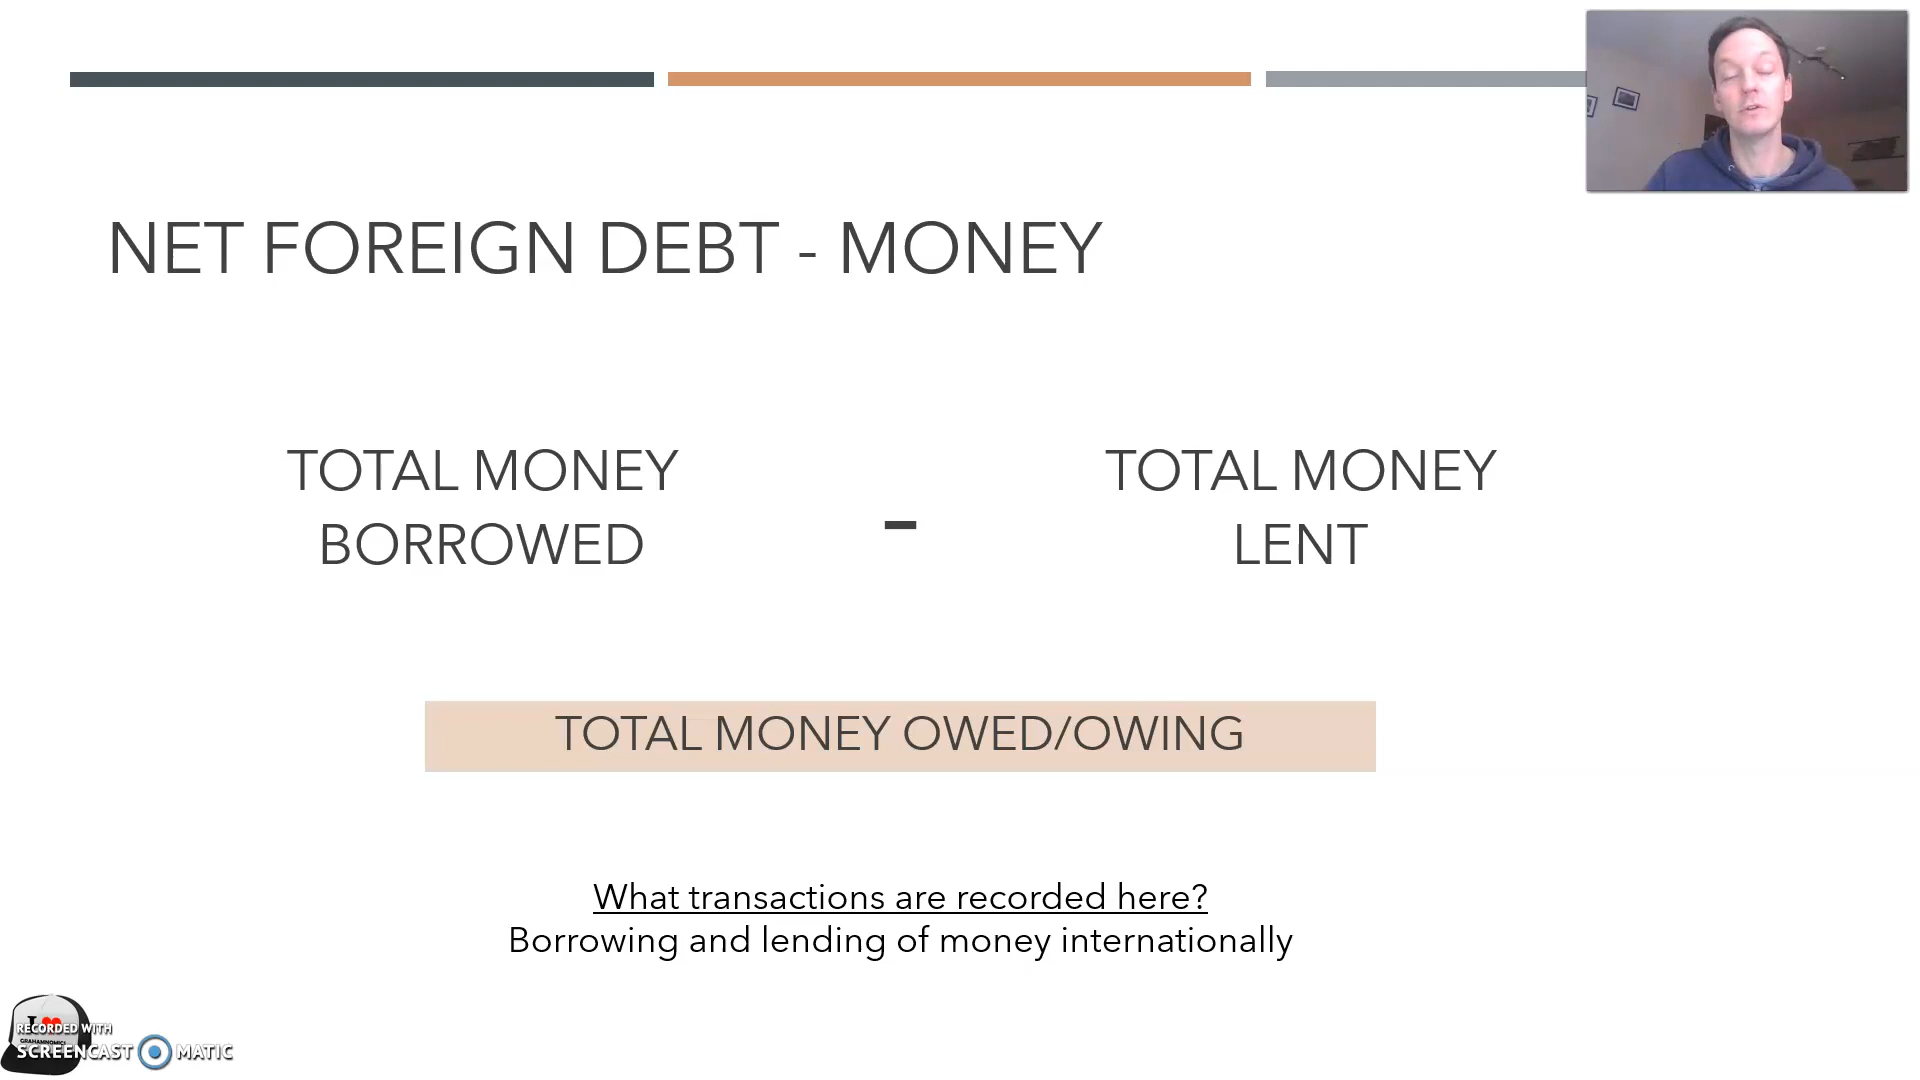 NET FOREIGN DEBT - MONEY
TOTAL MONEY
BORROWED
-
TOTAL MONEY
LENT
TOTAL MONEY OWED/OWING
What transactions are recorded here?
Borrowing and lending of money internationally
I ❤
GRAHAMNOMICS
RECORDED WITH
SCREENCAST MATIC